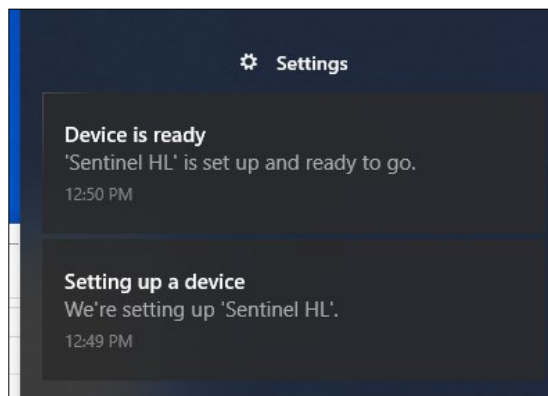 Settings
Device is ready
'Sentinel HL' is set up and ready to go.
12:50 PM
Setting up a device
We're setting up 'Sentinel HL'.
12:49 PM